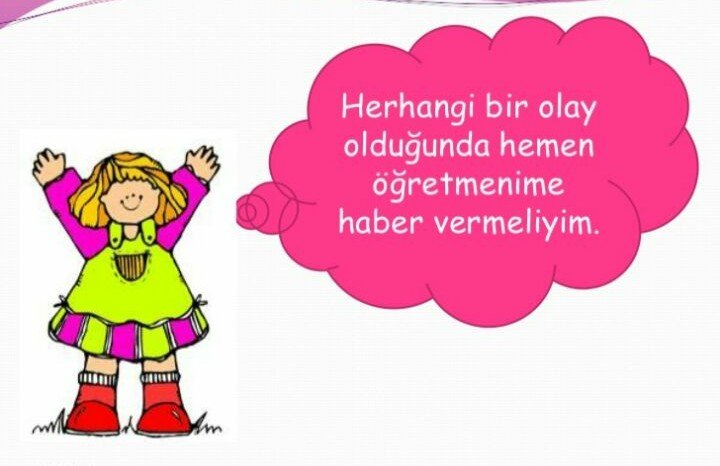 Herhangi bir olay
olduğunda hemen
öğretmenime
haber vermeliyim.